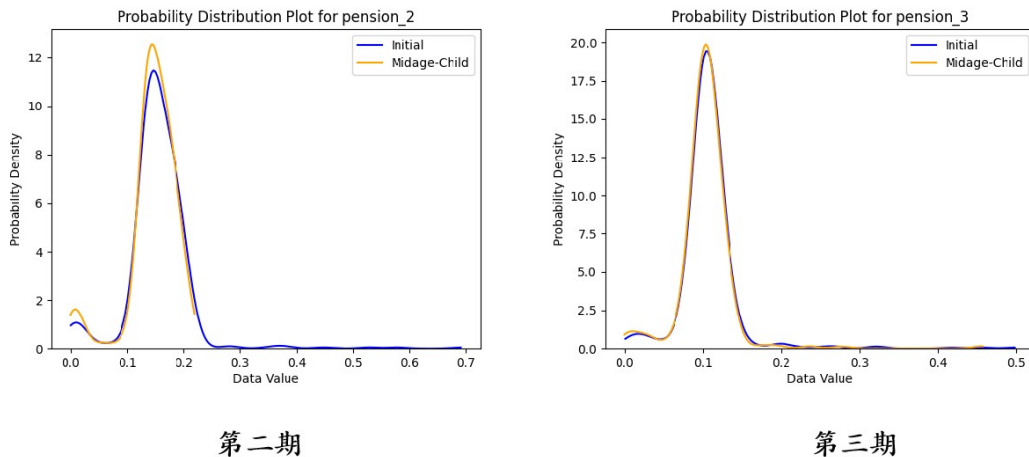 Probability Distribution Plot for pension_2
Initial
Midage-Child
Probability Density
12
10
8
6
4
2
0
0.0 0.1 0.2 0.3 0.4 0.5 0.6 0.7
Data Value
第二期
Probability Distribution Plot for pension_3
Initial
Midage-Child
Probability Density
20.0
17.5
15.0
12.5
10.0
7.5
5.0
2.5
0.0
0.0 0.1 0.2 0.3 0.4 0.5
Data Value
第三期